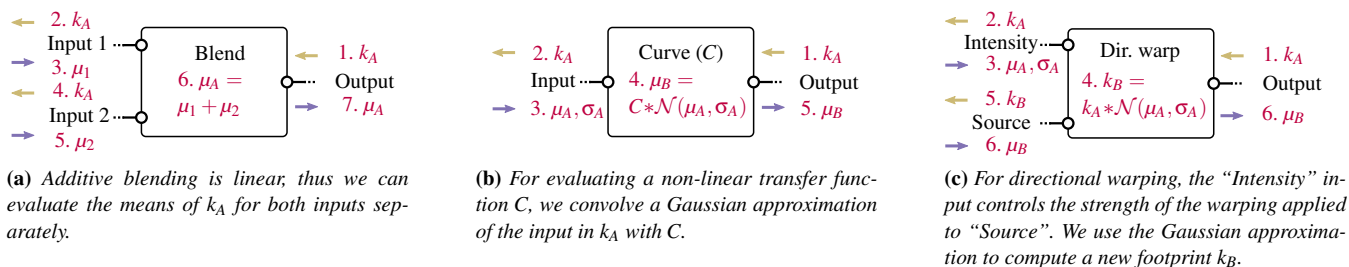 2. k_A
Input 1
3. μ_1
4. k_A
Input 2
5. μ_2
Blend
6. μ_A =
μ_1 + μ_2
1. k_A
Output
7. μ_A
(a) Additive blending is linear, thus we can
evaluate the means of k_A for both inputs sep-
arately.
2. k_A
Input
3. μ_A, σ_A
Curve (C)
4. μ_B =
C∗𝒩(μ_A, σ_A)
1. k_A
Output
5. μ_B
(b) For evaluating a non-linear transfer func-
tion C, we convolve a Gaussian approximation
of the input in k_A with C.
2. k_A
Intensity
3. μ_A, σ_A
5. k_B
Source
6. μ_B
Dir. warp
4. k_B =
k_A∗𝒩(μ_A, σ_A)
1. k_A
Output
6. μ_B
(c) For directional warping, the “Intensity” in-
put controls the strength of the warping applied
to “Source”. We use the Gaussian approxima-
tion to compute a new footprint k_B.